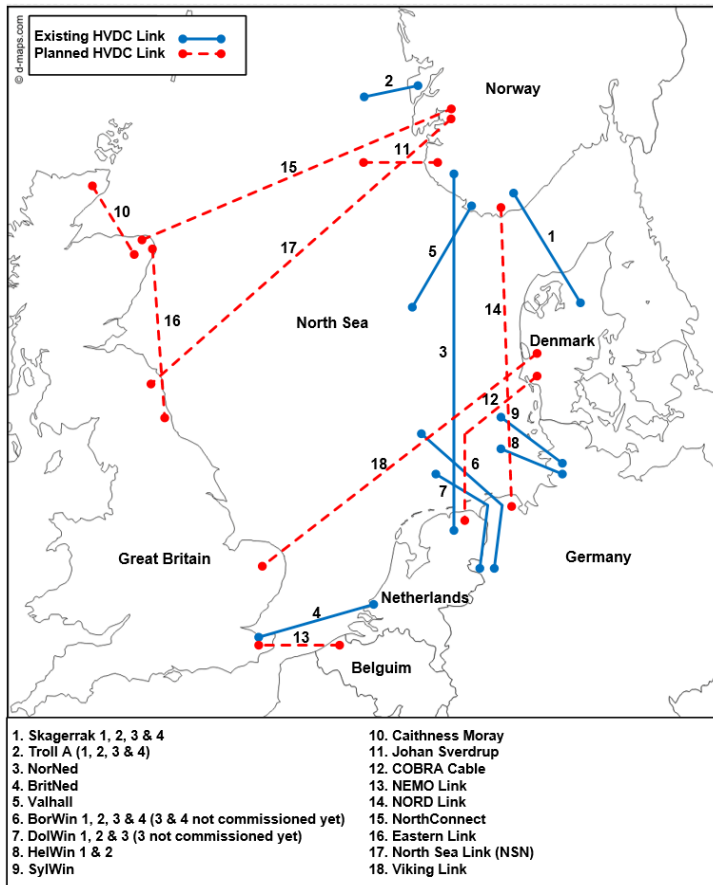 © d-maps.com
Existing HVDC Link
Planned HVDC Link
2
Norway
15
11
10
1
17
5
North Sea
14
16
3
Denmark
12
9
18
8
6
7
Great Britain
Germany
Netherlands
4
13
Belguim
1. Skagerrak 1, 2, 3 & 4
2. Troll A (1, 2, 3 & 4)
3. NorNed
4. BritNed
5. Valhall
6. BorWin 1, 2, 3 & 4 (3 & 4 not commissioned yet)
7. DolWin 1, 2 & 3 (3 not commissioned yet)
8. HelWin 1 & 2
9. SylWin
10. Caithness Moray
11. Johan Sverdrup
12. COBRA Cable
13. NEMO Link
14. NORD Link
15. NorthConnect
16. Eastern Link
17. North Sea Link (NSN)
18. Viking Link